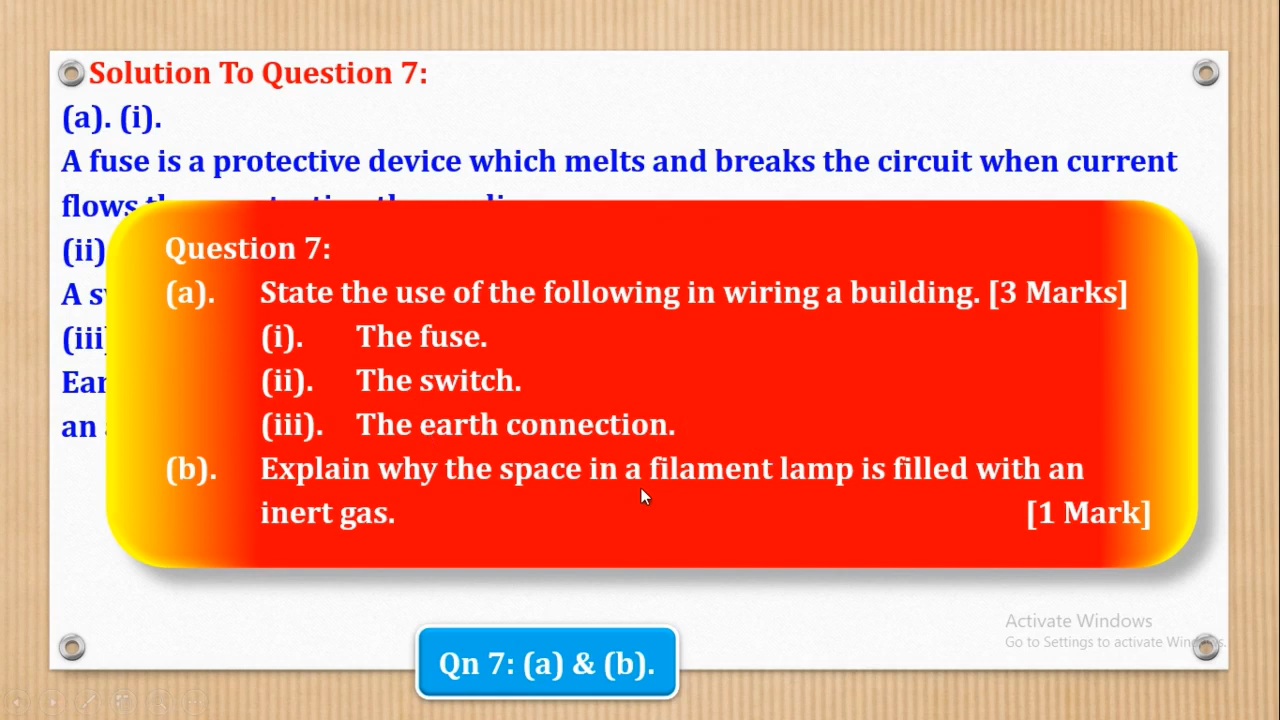 Solution To Question 7:
(a). (i).
A fuse is a protective device which melts and breaks the circuit when current
flows
(ii)
A
(iii)
an
Question 7:
(a). State the use of the following in wiring a building. [3 Marks]
(i). The fuse.
(ii). The switch.
(iii). The earth connection.
(b). Explain why the space in a filament lamp is filled with an
inert gas. [1 Mark]
Activate Windows
Go to Settings to activate Windows.
Qn 7: (a) & (b).